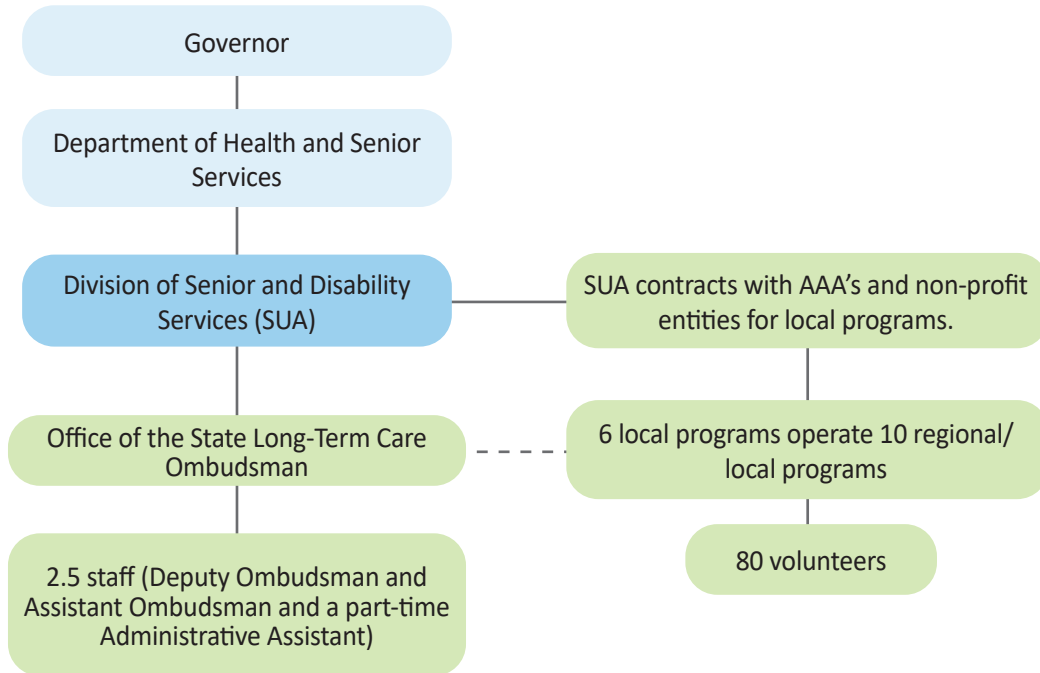 Governor
Department of Health and Senior
Services
Division of Senior and Disability
Services (SUA)
SUA contracts with AAA’s and non-profit
entities for local programs.
Office of the State Long-Term Care
Ombudsman
6 local programs operate 10 regional/
local programs
2.5 staff (Deputy Ombudsman and
Assistant Ombudsman and a part-time
Administrative Assistant)
80 volunteers